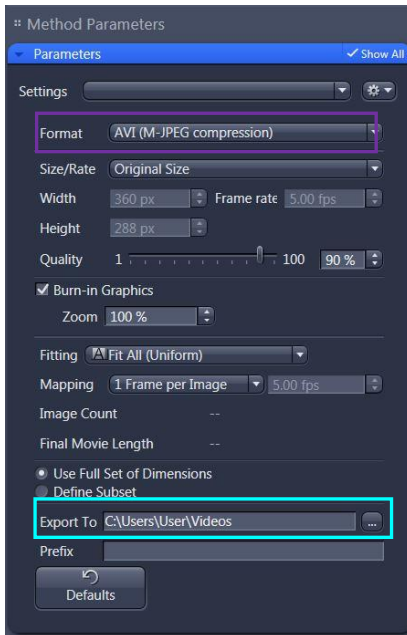 Method Parameters
Parameters Show All
Settings
Format AVI (M-JPEG compression)
Size/Rate Original Size
Width 360 px Frame rate 5.00 fps
Height 288 px
Quality 1 100 90 %
Burn-in Graphics
Zoom 100 %
Fitting A Fit All (Uniform)
Mapping 1 Frame per Image 5.00 fps
Image Count --
Final Movie Length --
Use Full Set of Dimensions
Define Subset
Export To C:\Users\User\Videos ...
Prefix
Defaults